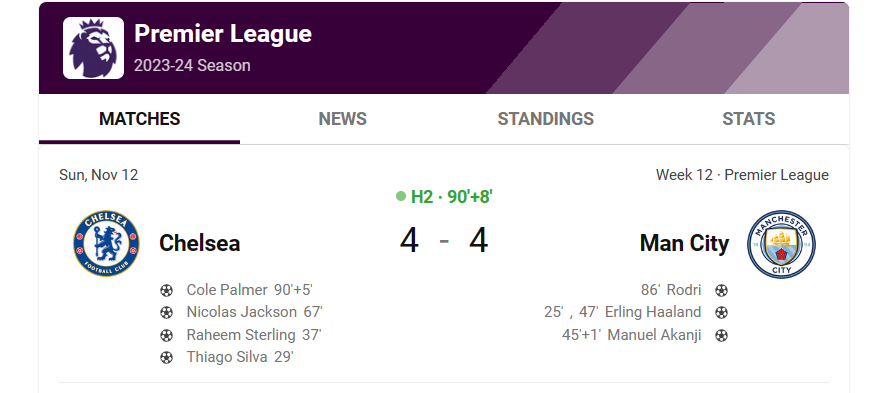 Premier League
2023-24 Season
MATCHES NEWS STANDINGS STATS
Sun, Nov 12 Week 12 · Premier League
H2 · 90'+8'
CHELSEA
FOOTBALL CLUB
Chelsea 4 - 4 Man City
MANCHESTER
CITY
Cole Palmer 90'+5' 86' Rodri
Nicolas Jackson 67' 25' , 47' Erling Haaland
Raheem Sterling 37' 45'+1' Manuel Akanji
Thiago Silva 29'